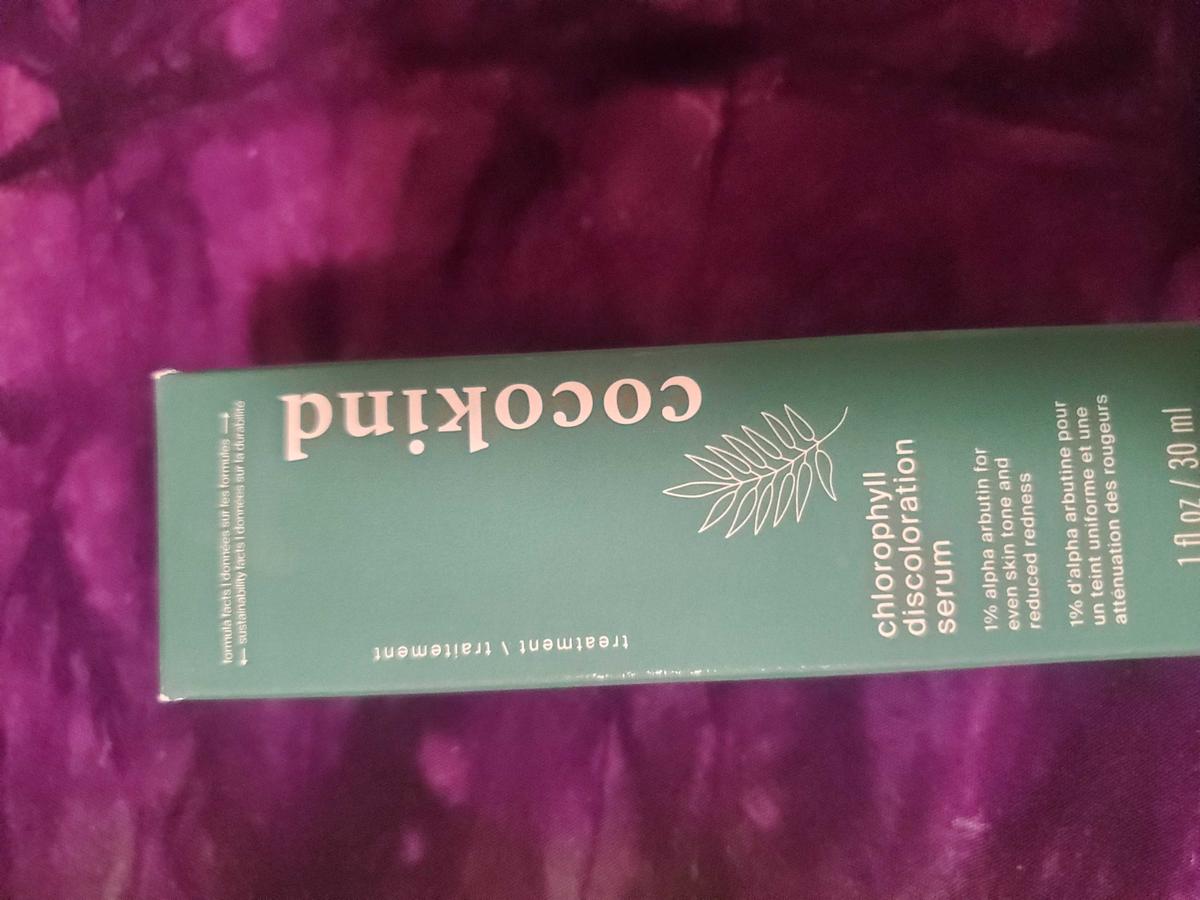 formula facts | données sur les formules →
← sustainability facts | données sur la durabilité
cocokind
treatment \ traitement
chlorophyll
discoloration
serum
1% alpha arbutin for
even skin tone and
reduced redness
1% d'alpha arbutine pour
un teint uniforme et une
atténuation des rougeurs
1 fl oz / 30 ml